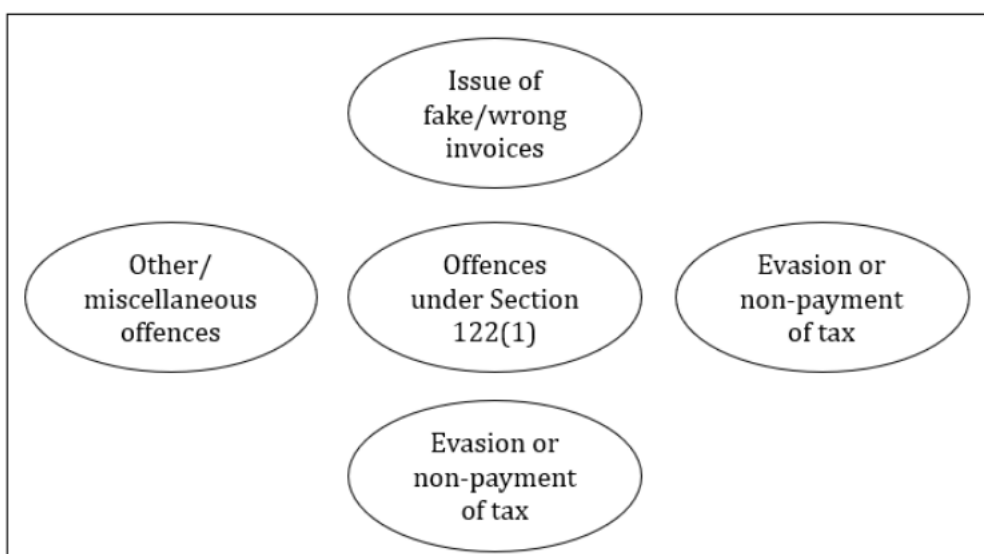 Issue of
fake/wrong
invoices
Other/
miscellaneous
offences
Offences
under Section
122(1)
Evasion or
non-payment
of tax
Evasion or
non-payment
of tax